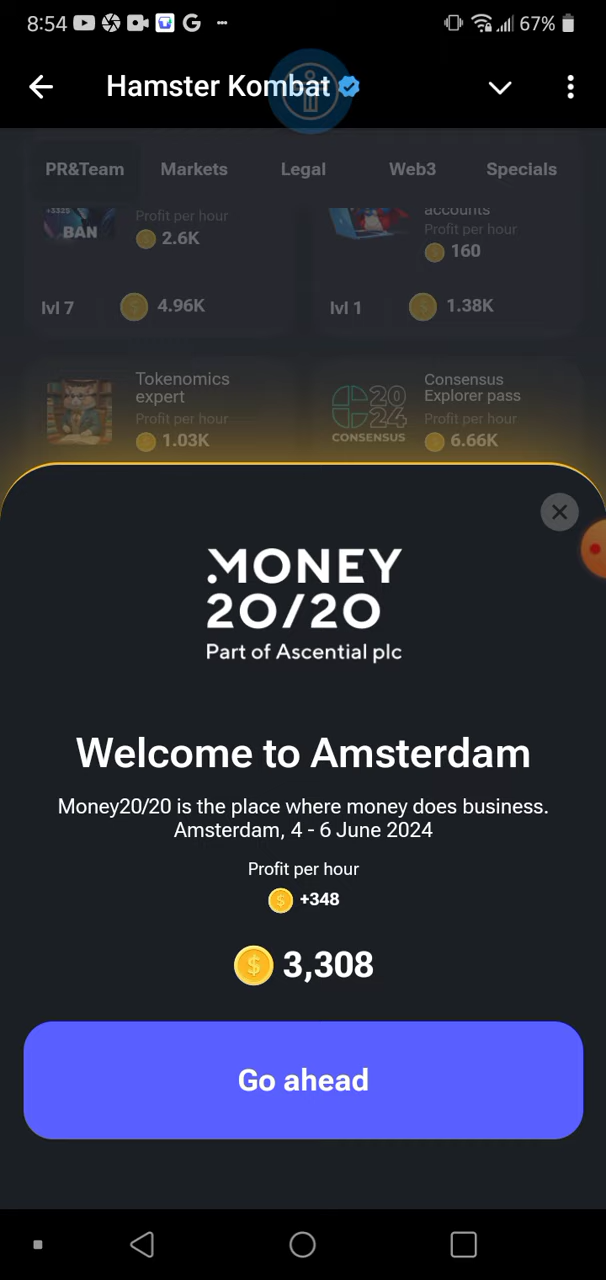 8:54
67%
Hamster Kombat
PR&Team Markets Legal Web3 Specials
BAN
Profit per hour
2.6K
accounts
Profit per hour
160
lvl 7 4.96K
lvl 1 1.38K
Tokenomics
expert
Profit per hour
1.03K
2024
CONSENSUS
Consensus
Explorer pass
Profit per hour
6.66K
MONEY
20/20
Part of Ascential plc
Welcome to Amsterdam
Money20/20 is the place where money does business.
Amsterdam, 4 - 6 June 2024
Profit per hour
+348
3,308
Go ahead